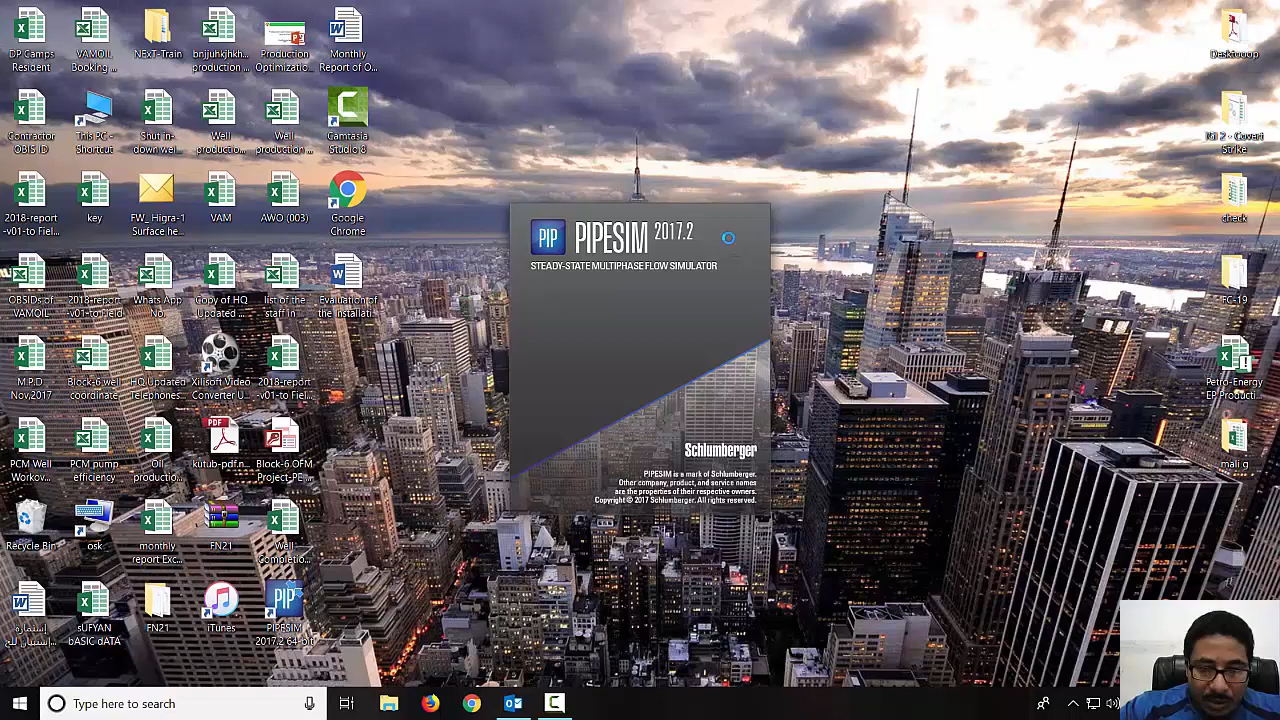 DP Camps
Resident
VAMOIL
Booking ...
NExT-Train
bnjjuhkjhkh...
production ...
Production
Optimizatio...
Monthly
Report of O...
Contractor
OBIS ID
This PC -
Shortcut
Shut in-
down wel...
Well
productio...
Well
production ...
Camtasia
Studio 8
2018-report
-v01-to Fiel...
key
FW_ Higra-1
Surface he...
VAM
AWO (003)
Google
Chrome
OBSIDs of
VAMOIL
2018-report
-v01-to Field
Whats App
No.
Copy of HQ
Updated ...
list of the
staff in
Evaluation of
the Installati...
M.P.D
Nov,2017
Block-6 well
coordinate
HQ Updated
Telephones
Xilisoft Video
Converter U...
2018-report
-v01-to Fiel...
PCM Well
Workov...
PCM pump
efficiency
Oil
productio...
kutub-pdf.n...
Block-6.OFM
Project-PE...
Recycle Bin
osk
monthly
report Exc...
FN21
Well
Completio...
sUFYAN
bASIC dATA
FN21
iTunes
PIPESIM
2017.2 64-bit
PIP
PIPESIM 2017.2
STEADY-STATE MULTIPHASE FLOW SIMULATOR
Schlumberger
PIPESIM is a mark of Schlumberger.
Other company, product, and service names
are the properties of their respective owners.
Copyright © 2017 Schlumberger. All rights reserved.
Desktooop
check
FC-19
Petro-Energy
EP Producti...
mali g
Type here to search